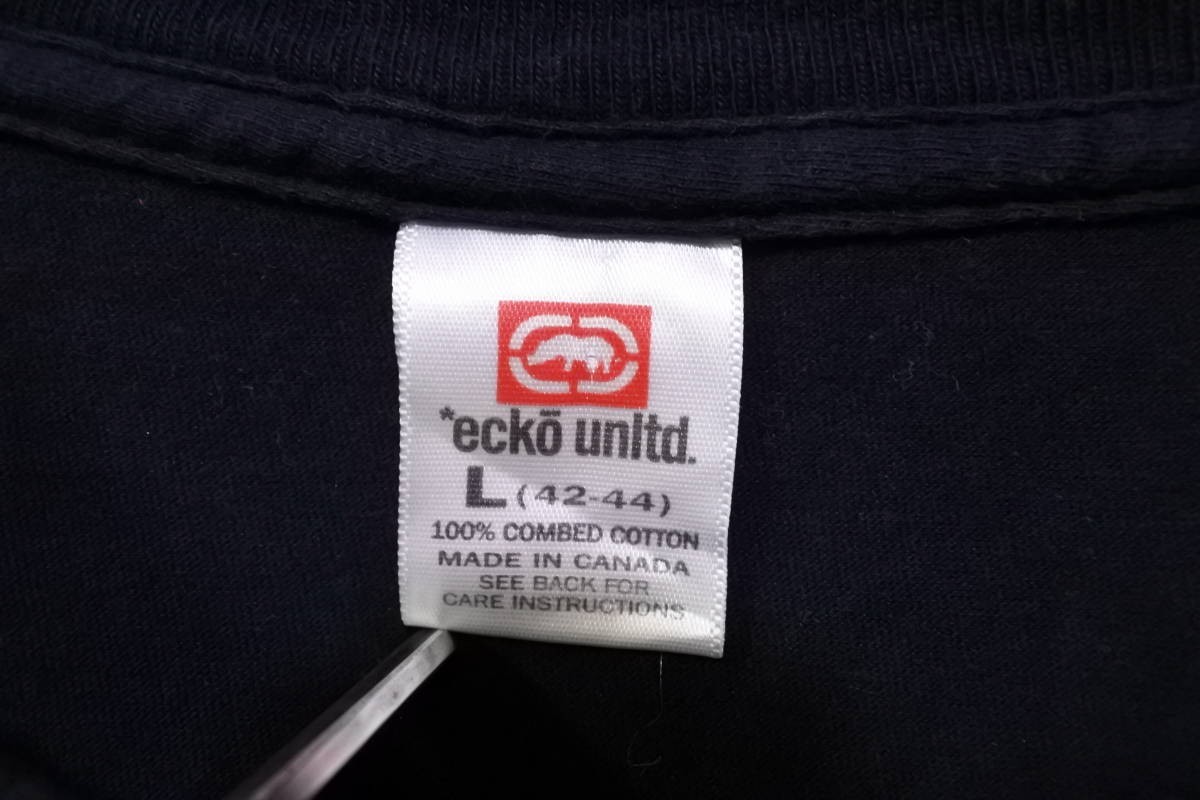 *eckō unltd.
L (42-44)
100% COMBED COTTON
MADE IN CANADA
SEE BACK FOR
CARE INSTRUCTIONS